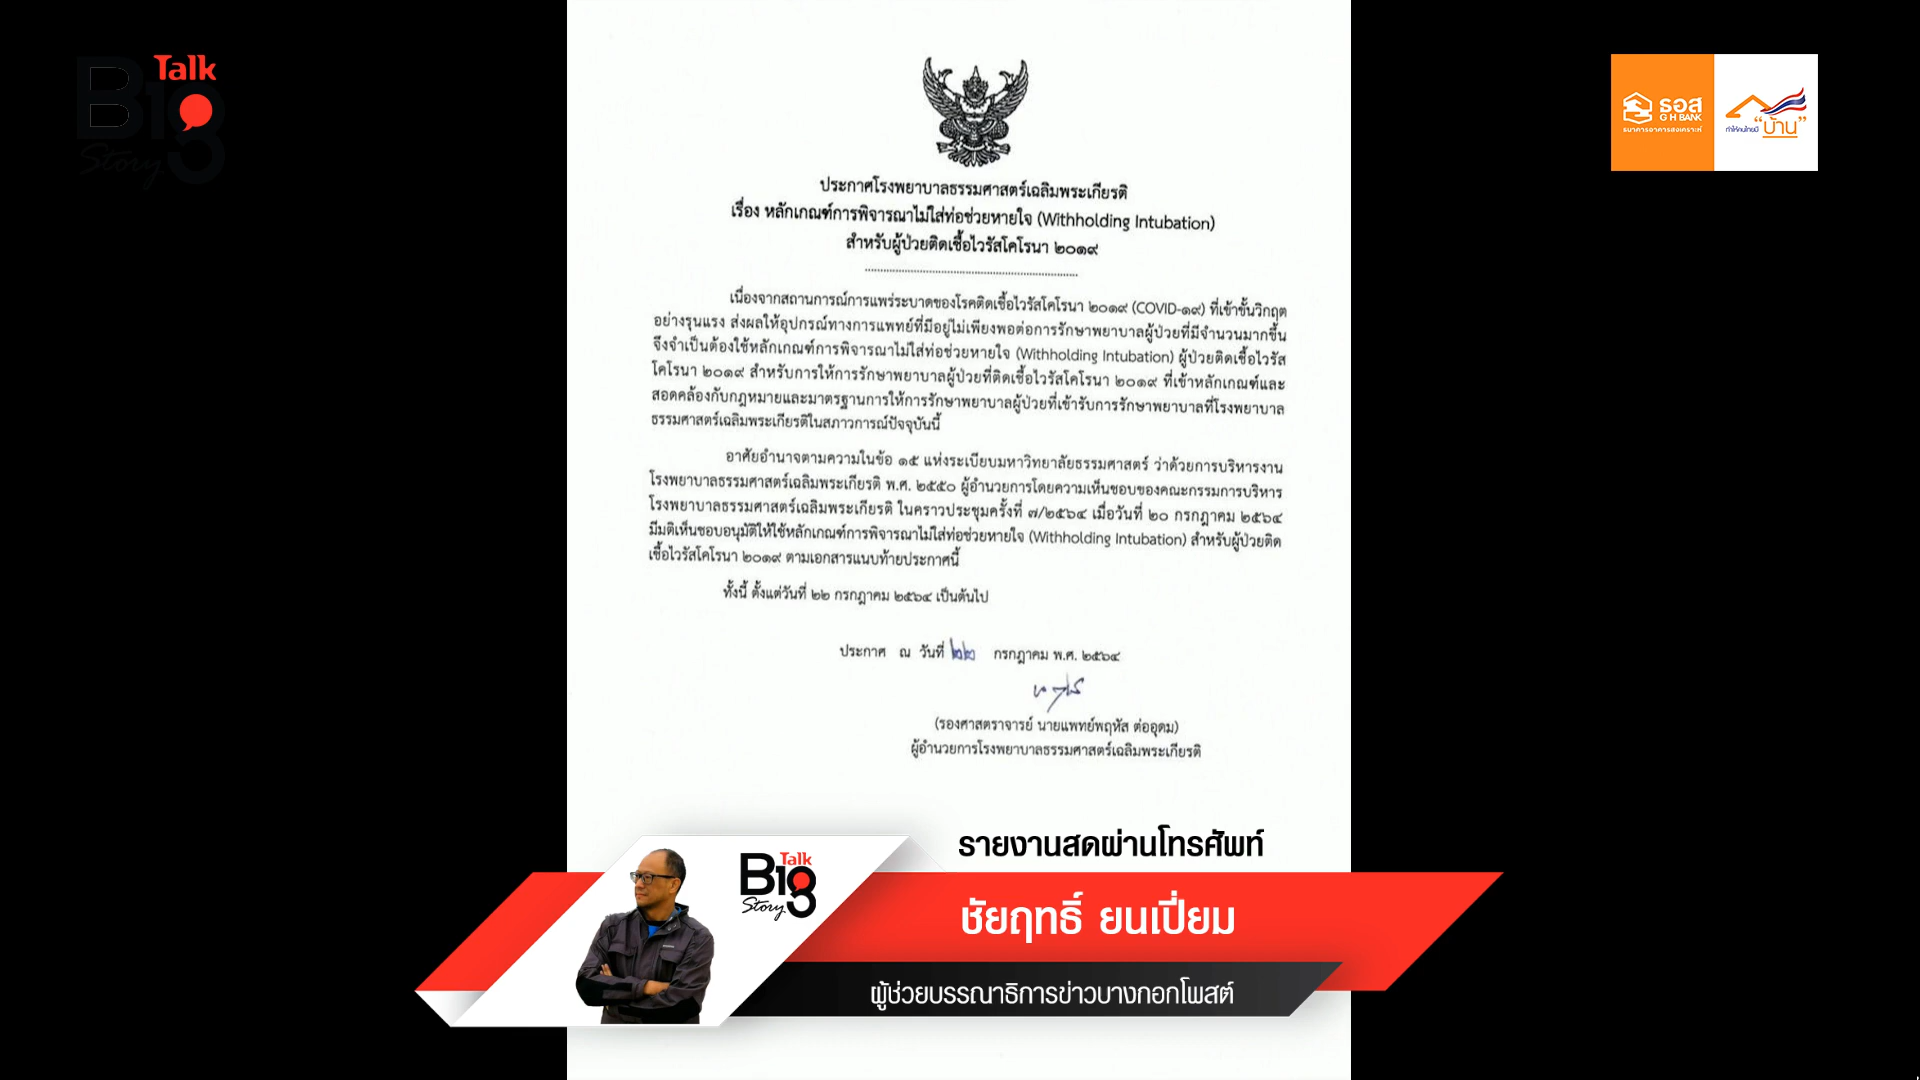 Talk
Big
Story 3
ธอส
G H BANK
ธนาคารอาคารสงเคราะห์
ทำให้คนไทยมี
"บ้าน"
ประกาศโรงพยาบาลธรรมศาสตร์เฉลิมพระเกียรติ
เรื่อง หลักเกณฑ์การพิจารณาไม่ใส่ท่อช่วยหายใจ (Withholding Intubation)
สำหรับผู้ป่วยติดเชื้อไวรัสโคโรนา ๒๐๑๙
เนื่องจากสถานการณ์การแพร่ระบาดของโรคติดเชื้อไวรัสโคโรนา ๒๐๑๙ (COVID-๑๙) ที่เข้าขั้นวิกฤต
อย่างรุนแรง ส่งผลให้อุปกรณ์ทางการแพทย์ที่มีอยู่ไม่เพียงพอต่อการรักษาพยาบาลผู้ป่วยที่มีจำนวนมากขึ้น
จึงจำเป็นต้องใช้หลักเกณฑ์การพิจารณาไม่ใส่ท่อช่วยหายใจ (Withholding Intubation) ผู้ป่วยติดเชื้อไวรัส
โคโรนา ๒๐๑๙ สำหรับการให้การรักษาพยาบาลผู้ป่วยที่ติดเชื้อไวรัสโคโรนา ๒๐๑๙ ที่เข้าหลักเกณฑ์และ
สอดคล้องกับกฎหมายและมาตรฐานการให้การรักษาพยาบาลผู้ป่วยที่เข้ารับการรักษาพยาบาลที่โรงพยาบาล
ธรรมศาสตร์เฉลิมพระเกียรติในสภาวการณ์ปัจจุบันนี้
อาศัยอำนาจตามความในข้อ ๑๕ แห่งระเบียบมหาวิทยาลัยธรรมศาสตร์ ว่าด้วยการบริหารงาน
โรงพยาบาลธรรมศาสตร์เฉลิมพระเกียรติ พ.ศ. ๒๕๕๐ ผู้อำนวยการโดยความเห็นชอบของคณะกรรมการบริหาร
โรงพยาบาลธรรมศาสตร์เฉลิมพระเกียรติ ในคราวประชุมครั้งที่ ๗/๒๕๖๔ เมื่อวันที่ ๒๐ กรกฎาคม ๒๕๖๔
มีมติเห็นชอบอนุมัติให้ใช้หลักเกณฑ์การพิจารณาไม่ใส่ท่อช่วยหายใจ (Withholding Intubation) สำหรับผู้ป่วยติด
เชื้อไวรัสโคโรนา ๒๐๑๙ ตามเอกสารแนบท้ายประกาศนี้
ทั้งนี้ ตั้งแต่วันที่ ๒๒ กรกฎาคม ๒๕๖๔ เป็นต้นไป
ประกาศ ณ วันที่ ๒๒ กรกฎาคม พ.ศ. ๒๕๖๔
(รองศาสตราจารย์ นายแพทย์พฤหัส ต่ออุดม)
ผู้อำนวยการโรงพยาบาลธรรมศาสตร์เฉลิมพระเกียรติ
รายงานสดผ่านโทรศัพท์
Talk
Big
Story 3
ชัยฤทธิ์ ยนเปี่ยม
ผู้ช่วยบรรณาธิการข่าวบางกอกโพสต์